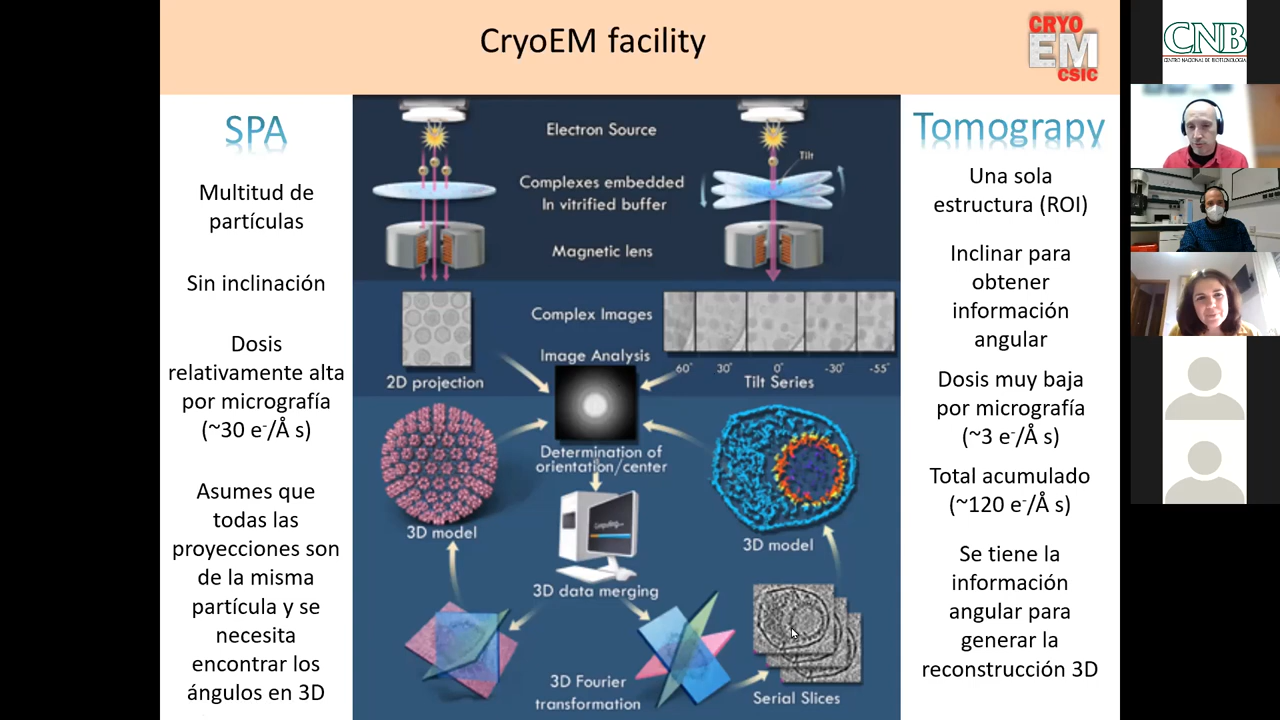 CryoEM facility
CRYO
EM
CSIC
CNB
CENTRO NACIONAL DE BIOTECNOLOGIA
SPA
Multitud de
partículas
Sin inclinación
Dosis
relativamente alta
por micrografía
(~30 e-/Å s)
Asumes que
todas las
proyecciones son
de la misma
partícula y se
necesita
encontrar los
ángulos en 3D
Electron Source
Tilt
Complexes embedded
In vitrified buffer
Magnetic lens
Complex Images
Image Analysis
60° 30° 0° -30° -55°
2D projection
Tilt Series
Determination of
orientation/center
Computing...
3D model
3D model
3D data merging
3D Fourier
transformation
Serial Slices
Tomograpy
Una sola
estructura (ROI)
Inclinar para
obtener
información
angular
Dosis muy baja
por micrografía
(~3 e-/Å s)
Total acumulado
(~120 e-/Å s)
Se tiene la
información
angular para
generar la
reconstrucción 3D